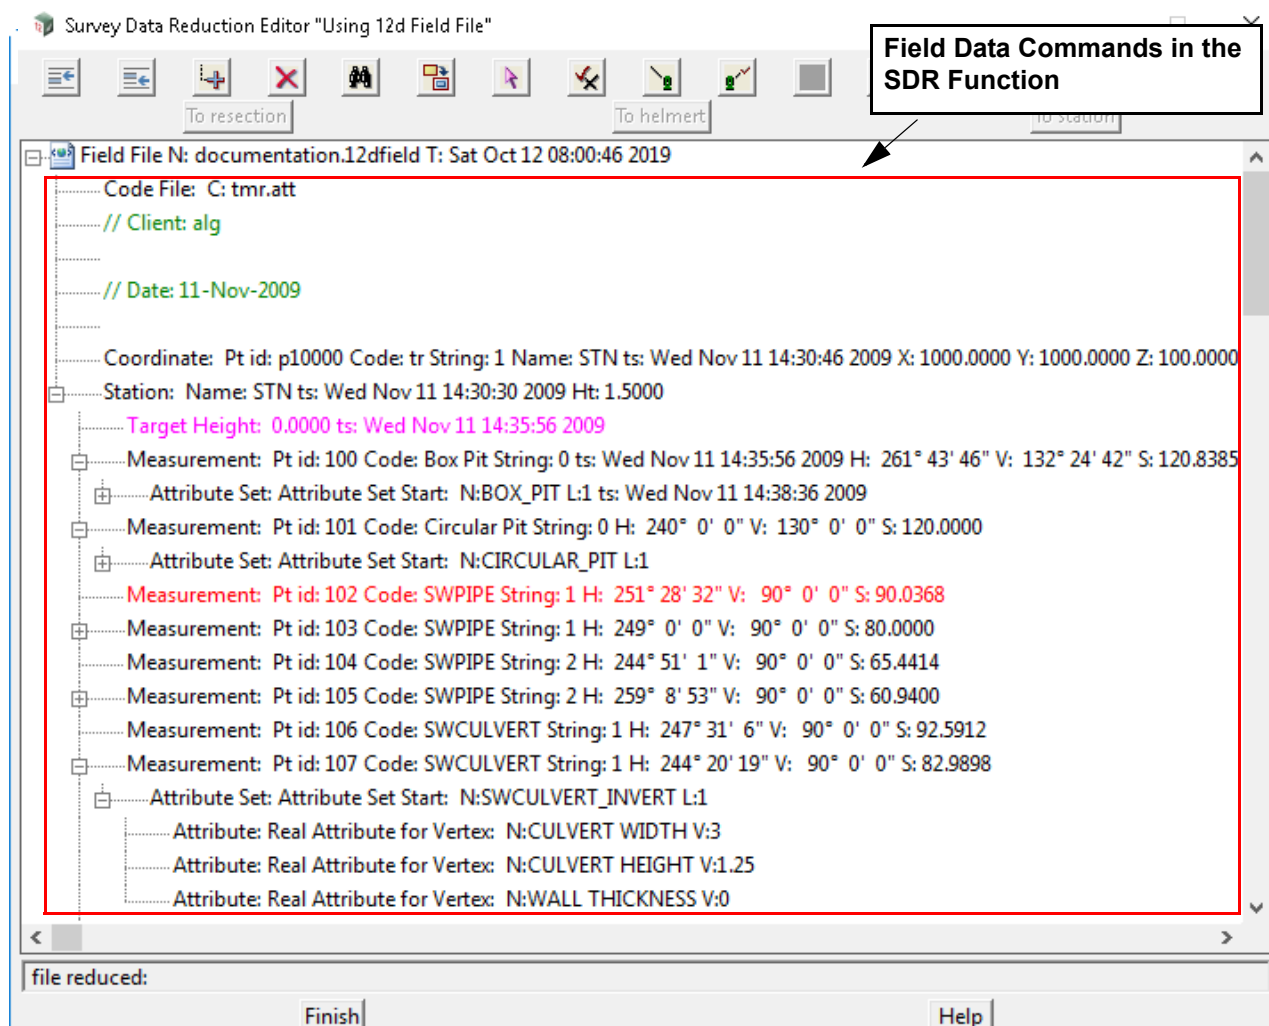 Survey Data Reduction Editor "Using 12d Field File"
Field Data Commands in the
SDR Function
To resection
To helmert
To station
Field File N: documentation.12dfield T: Sat Oct 12 08:00:46 2019
Code File: C: tmr.att
// Client: alg
// Date: 11-Nov-2009
Coordinate: Pt id: p10000 Code: tr String: 1 Name: STN ts: Wed Nov 11 14:30:46 2009 X: 1000.0000 Y: 1000.0000 Z: 100.0000
Station: Name: STN ts: Wed Nov 11 14:30:30 2009 Ht: 1.5000
Target Height: 0.0000 ts: Wed Nov 11 14:35:56 2009
Measurement: Pt id: 100 Code: Box Pit String: 0 ts: Wed Nov 11 14:35:56 2009 H: 261° 43' 46" V: 132° 24' 42" S: 120.8385
Attribute Set: Attribute Set Start: N:BOX_PIT L:1 ts: Wed Nov 11 14:38:36 2009
Measurement: Pt id: 101 Code: Circular Pit String: 0 H: 240° 0' 0" V: 130° 0' 0" S: 120.0000
Attribute Set: Attribute Set Start: N:CIRCULAR_PIT L:1
Measurement: Pt id: 102 Code: SWPIPE String: 1 H: 251° 28' 32" V: 90° 0' 0" S: 90.0368
Measurement: Pt id: 103 Code: SWPIPE String: 1 H: 249° 0' 0" V: 90° 0' 0" S: 80.0000
Measurement: Pt id: 104 Code: SWPIPE String: 2 H: 244° 51' 1" V: 90° 0' 0" S: 65.4414
Measurement: Pt id: 105 Code: SWPIPE String: 2 H: 259° 8' 53" V: 90° 0' 0" S: 60.9400
Measurement: Pt id: 106 Code: SWCULVERT String: 1 H: 247° 31' 6" V: 90° 0' 0" S: 92.5912
Measurement: Pt id: 107 Code: SWCULVERT String: 1 H: 244° 20' 19" V: 90° 0' 0" S: 82.9898
Attribute Set: Attribute Set Start: N:SWCULVERT_INVERT L:1
Attribute: Real Attribute for Vertex: N:CULVERT WIDTH V:3
Attribute: Real Attribute for Vertex: N:CULVERT HEIGHT V:1.25
Attribute: Real Attribute for Vertex: N:WALL THICKNESS V:0
file reduced:
Finish
Help